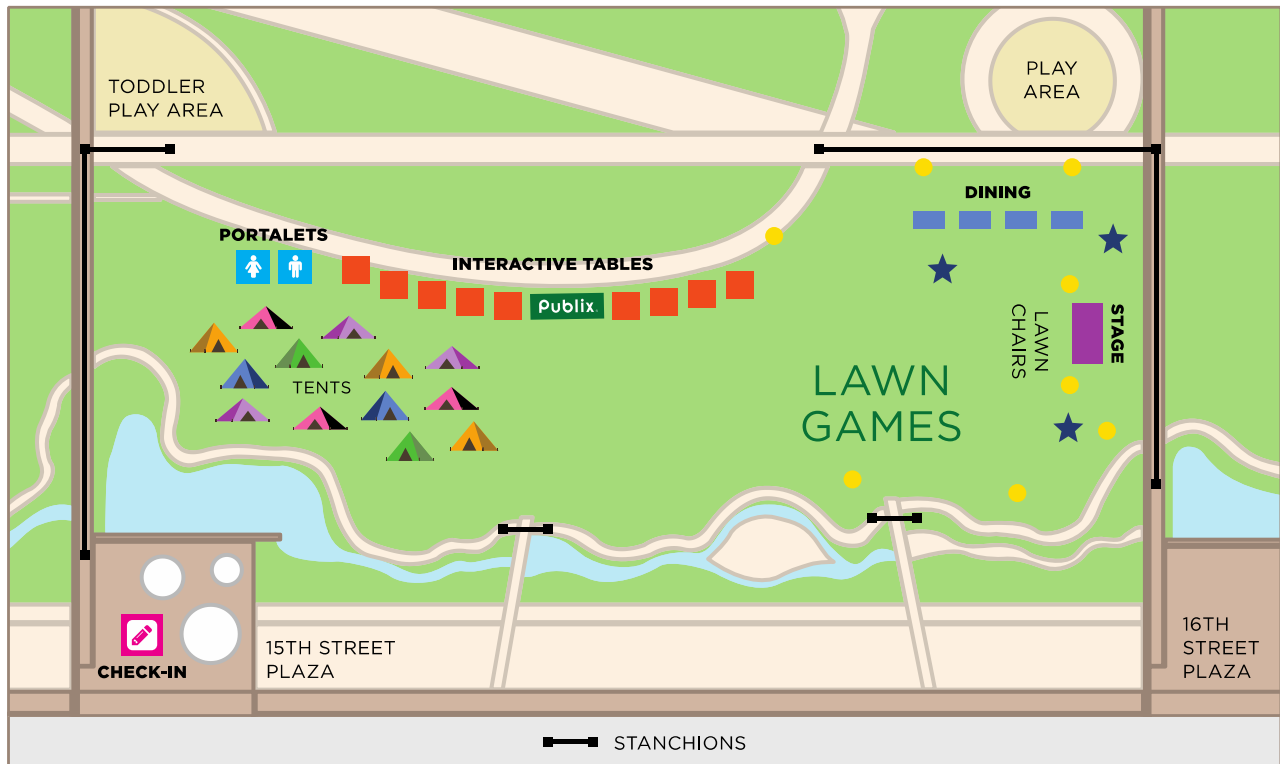 TODDLER
PLAY AREA
PLAY
AREA
DINING
PORTALETS
INTERACTIVE TABLES
Publix.
STAGE
LAWN
CHAIRS
TENTS
LAWN
GAMES
CHECK-IN
15TH STREET
PLAZA
16TH
STREET
PLAZA
STANCHIONS